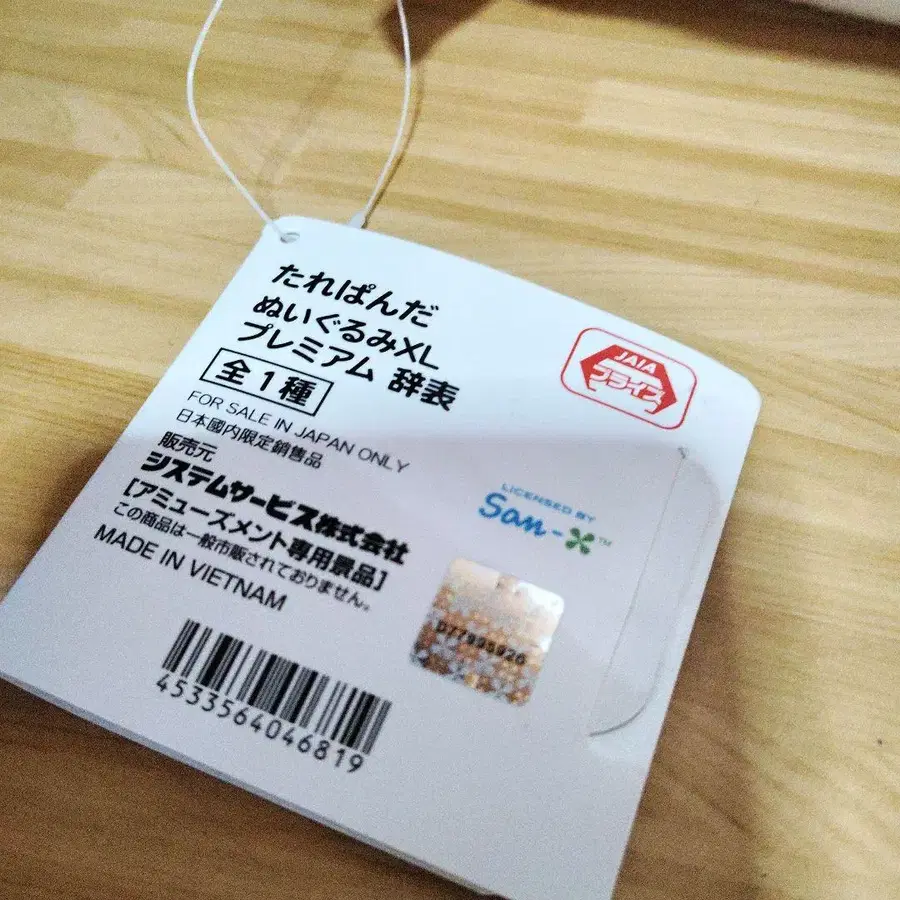 たれぱんだ
ぬいぐるみXL
プレミアム 辞表
全1種
FOR SALE IN JAPAN ONLY
日本國内限定銷售品
販売元
システムサービス株式会社
[アミューズメント専用景品]
この商品は一般市販されておりません。
MADE IN VIETNAM
4533564046819
JAIA
プライズ
LICENSED BY
San-X™